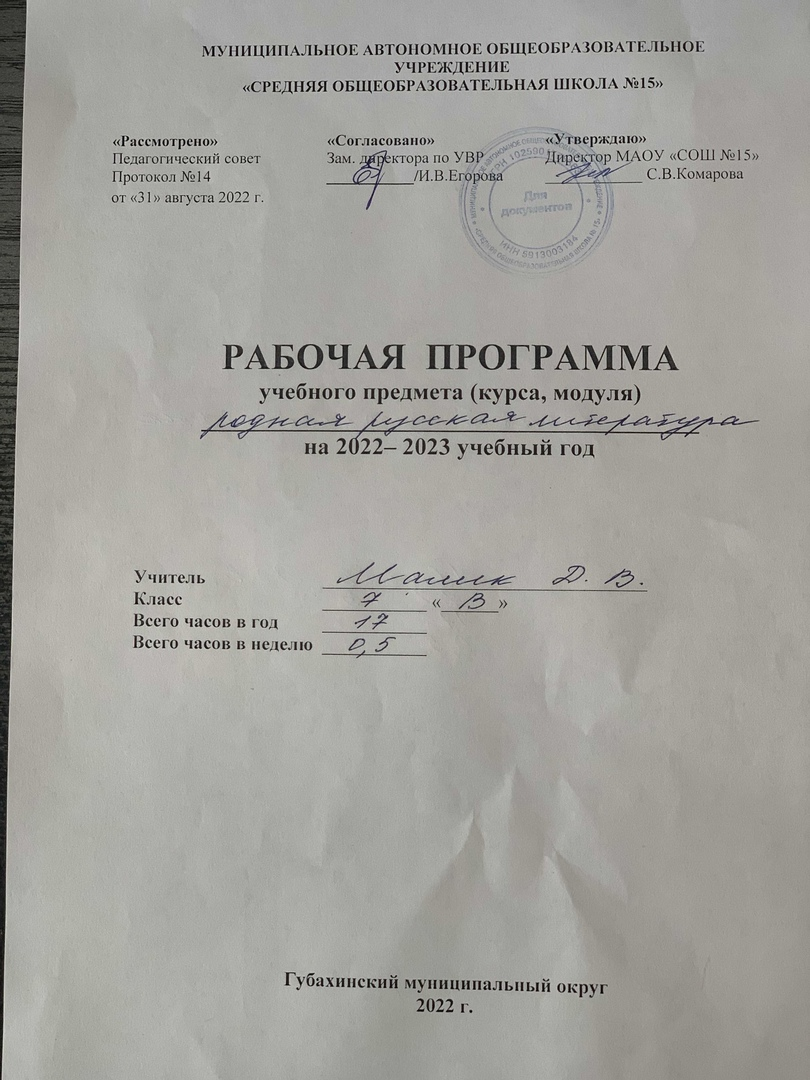 МУНИЦИПАЛЬНОЕ АВТОНОМНОЕ ОБЩЕОБРАЗОВАТЕЛЬНОЕ
УЧРЕЖДЕНИЕ
«СРЕДНЯЯ ОБЩЕОБРАЗОВАТЕЛЬНАЯ ШКОЛА №15»
«Рассмотрено»
Педагогический совет
Протокол №14
от «31» августа 2022 г.
«Согласовано»
Зам. директора по УВР
/И.В.Егорова
«Утверждаю»
Директор МАОУ «СОШ №15»
С.В.Комарова
Для
документов
ИНН 5913003184
РАБОЧАЯ ПРОГРАММА
учебного предмета (курса, модуля)
родная русская литература
на 2022– 2023 учебный год
Учитель Малик Д. В.
Класс 7 « В »
Всего часов в год 17
Всего часов в неделю 0,5
Губахинский муниципальный округ
2022 г.